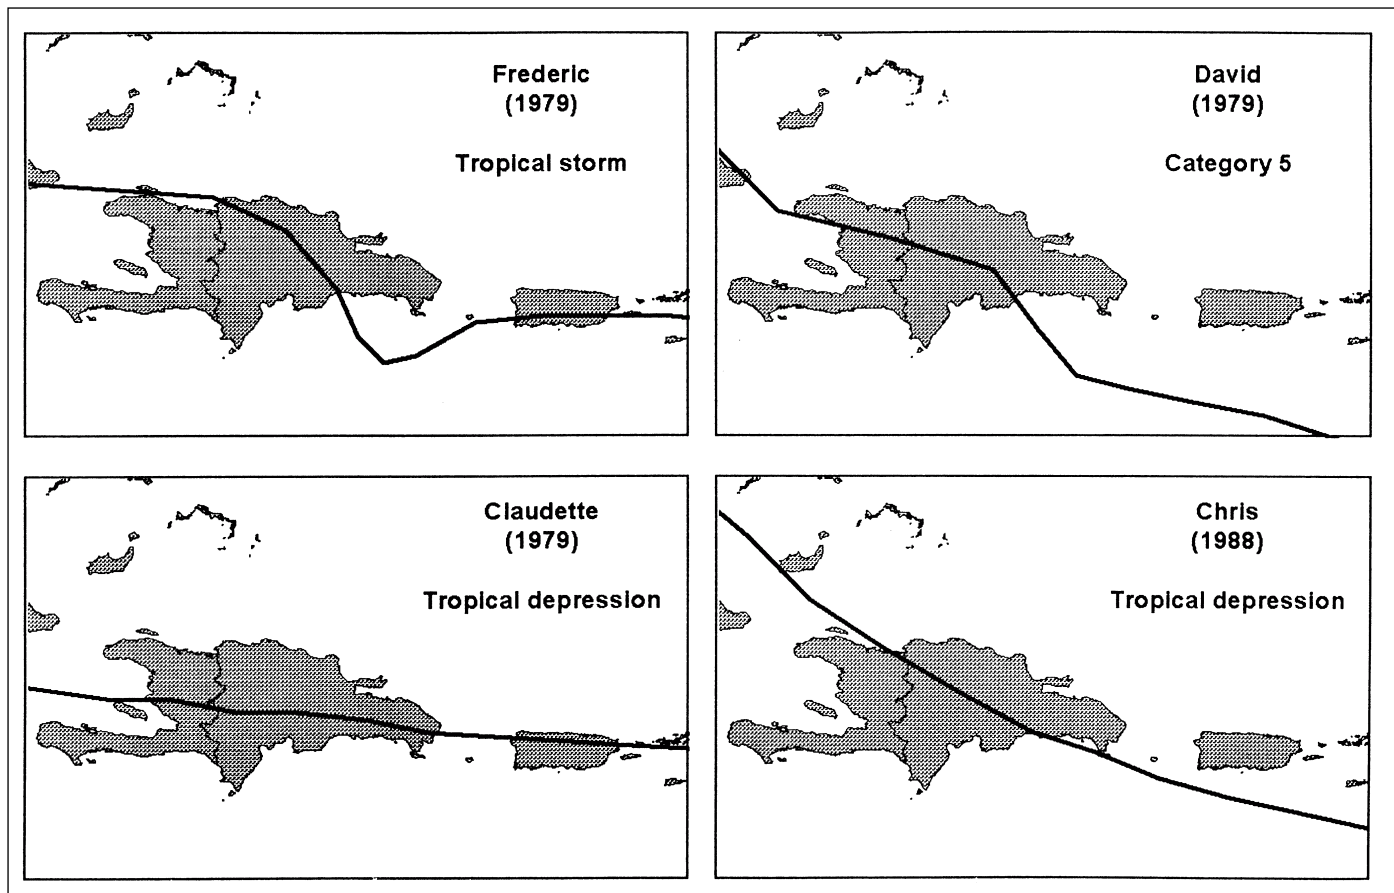 Frederic
(1979)
Tropical storm
David
(1979)
Category 5
Claudette
(1979)
Tropical depression
Chris
(1988)
Tropical depression